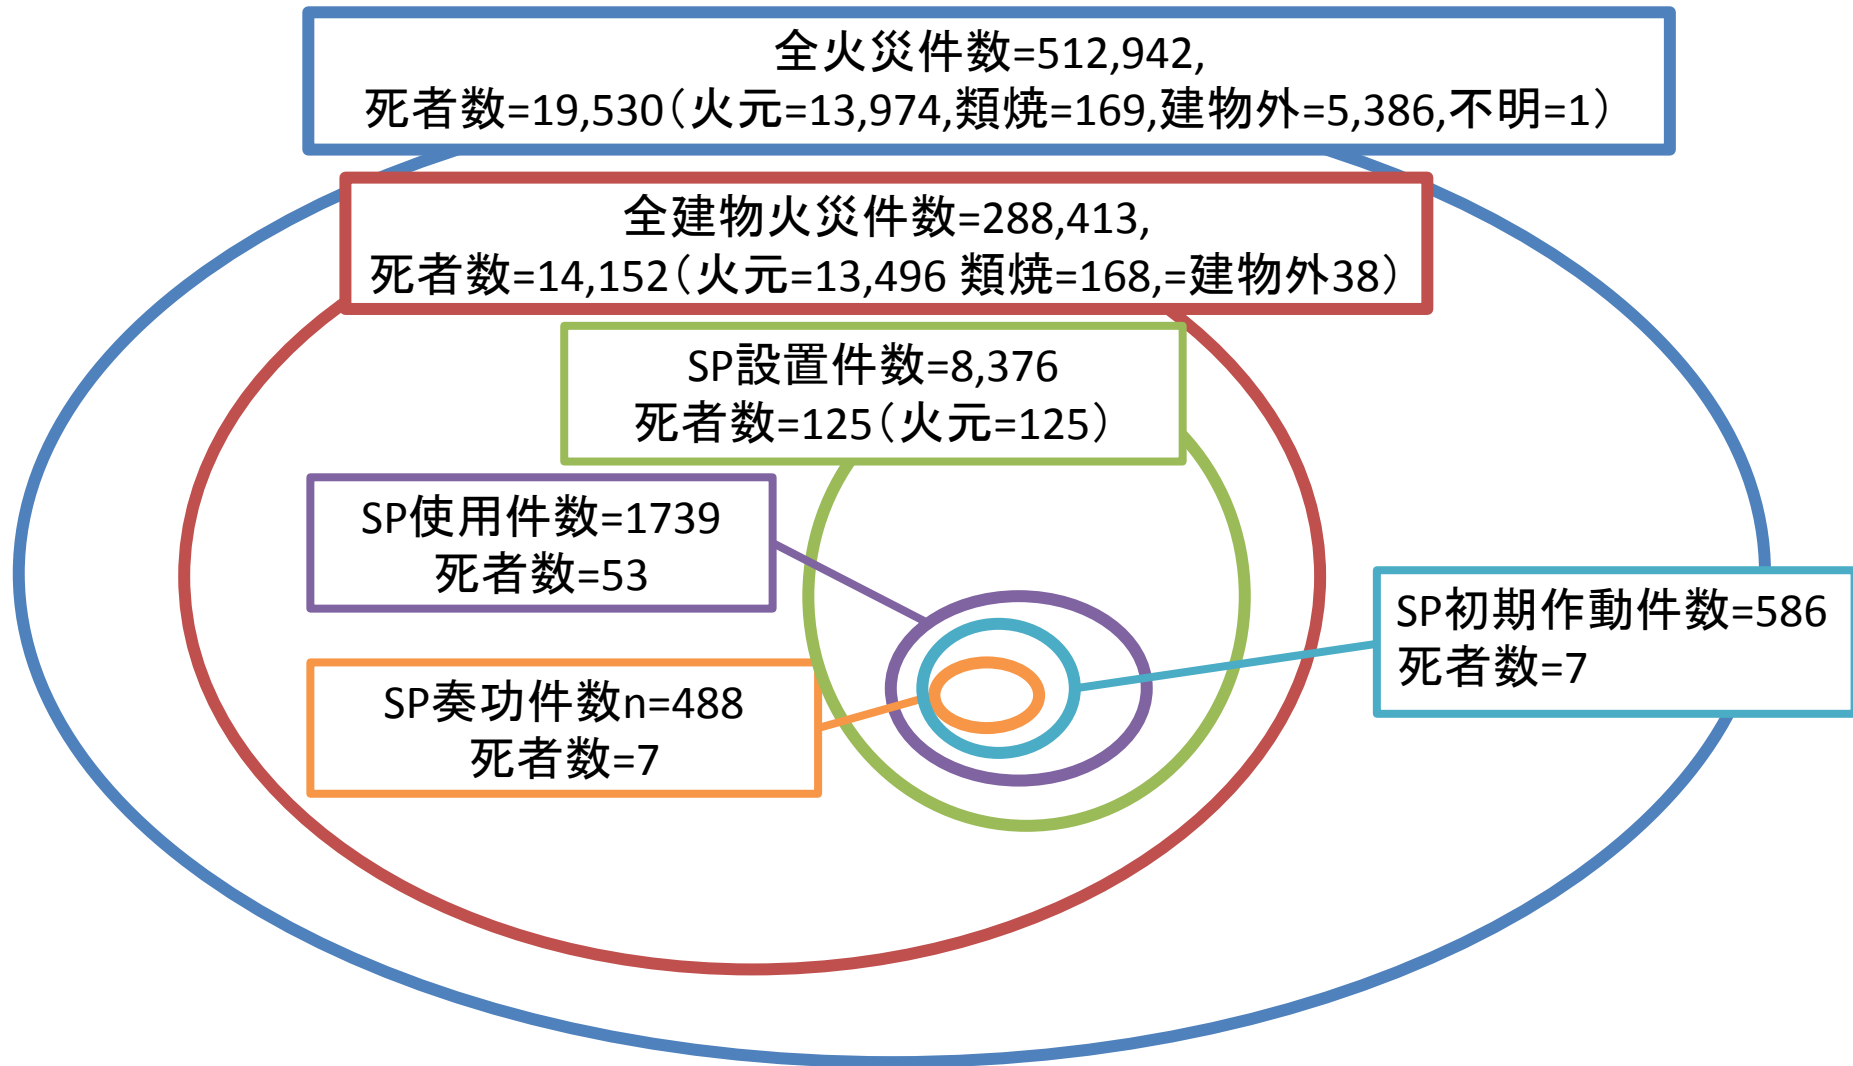 全火災件数=512,942,
死者数=19,530(火元=13,974,類焼=169,建物外=5,386,不明=1)
全建物火災件数=288,413,
死者数=14,152(火元=13,496 類焼=168,=建物外38)
SP設置件数=8,376
死者数=125(火元=125)
SP使用件数=1739
死者数=53
SP初期作動件数=586
死者数=7
SP奏功件数n=488
死者数=7